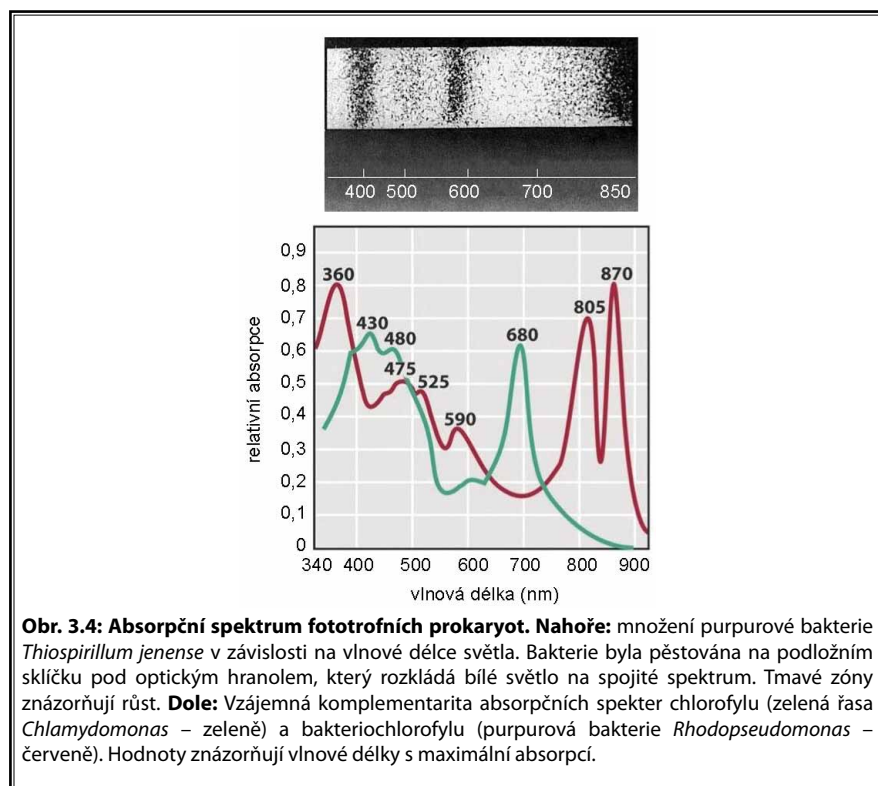 400 500 600 700 850
0,9
0,8
0,7
0,6
0,5
0,4
0,3
0,2
0,1
0
relativní absorpce
360
430
480
475
525
590
680
805
870
340 400 500 600 700 800 900
vlnová délka (nm)
Obr. 3.4: Absorpční spektrum fototrofních prokaryot. Nahoře: množení purpurové bakterie
Thiospirillum jenense v závislosti na vlnové délce světla. Bakterie byla pěstována na podložním
sklíčku pod optickým hranolem, který rozkládá bílé světlo na spojité spektrum. Tmavé zóny
znázorňují růst. Dole: Vzájemná komplementarita absorpčních spekter chlorofylu (zelená řasa
Chlamydomonas – zeleně) a bakteriochlorofylu (purpurová bakterie Rhodopseudomonas –
červeně). Hodnoty znázorňují vlnové délky s maximální absorpcí.